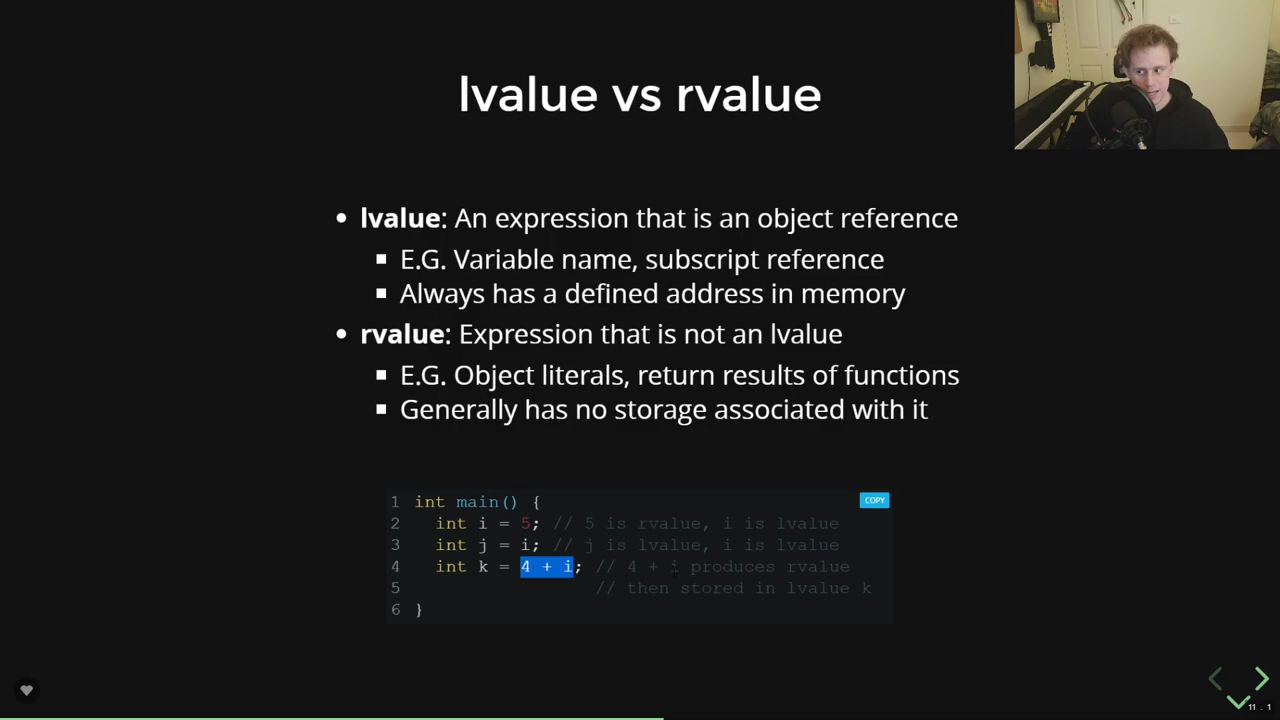 lvalue vs rvalue
• lvalue: An expression that is an object reference
▪ E.G. Variable name, subscript reference
▪ Always has a defined address in memory
• rvalue: Expression that is not an lvalue
▪ E.G. Object literals, return results of functions
▪ Generally has no storage associated with it
COPY
1 int main() {
2   int i = 5; // 5 is rvalue, i is lvalue
3   int j = i; // j is lvalue, i is lvalue
4   int k = 4 + i; // 4 + i produces rvalue
5                  // then stored in lvalue k
6 }
11 . 1